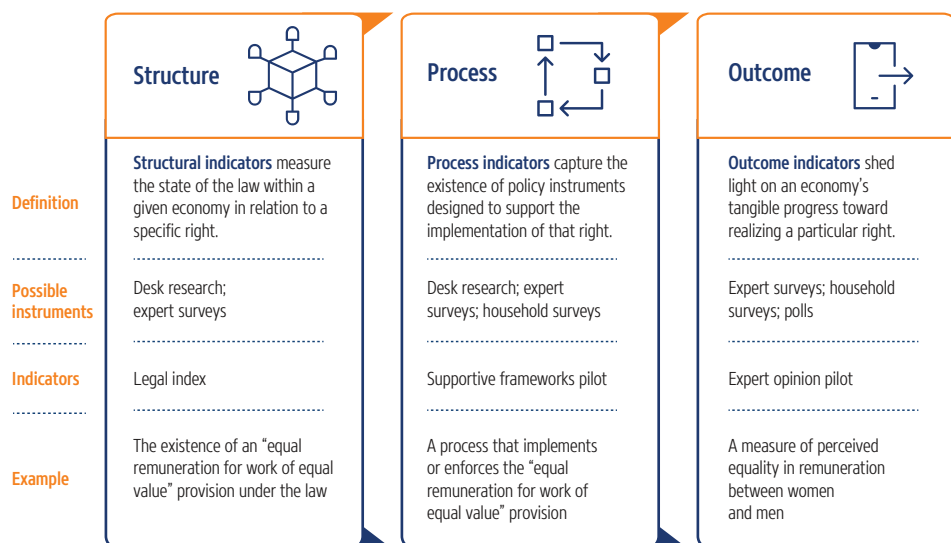 Structure
Process
Outcome
Definition
Structural indicators measure
the state of the law within a
given economy in relation to a
specific right.
Process indicators capture the
existence of policy instruments
designed to support the
implementation of that right.
Outcome indicators shed
light on an economy's
tangible progress toward
realizing a particular right.
Possible
instruments
Desk research;
expert surveys
Desk research; expert
surveys; household surveys
Expert surveys; household
surveys; polls
Indicators
Legal index
Supportive frameworks pilot
Expert opinion pilot
Example
The existence of an “equal
remuneration for work of equal
value” provision under the law
A process that implements
or enforces the “equal
remuneration for work of
equal value” provision
A measure of perceived
equality in remuneration
between women
and men